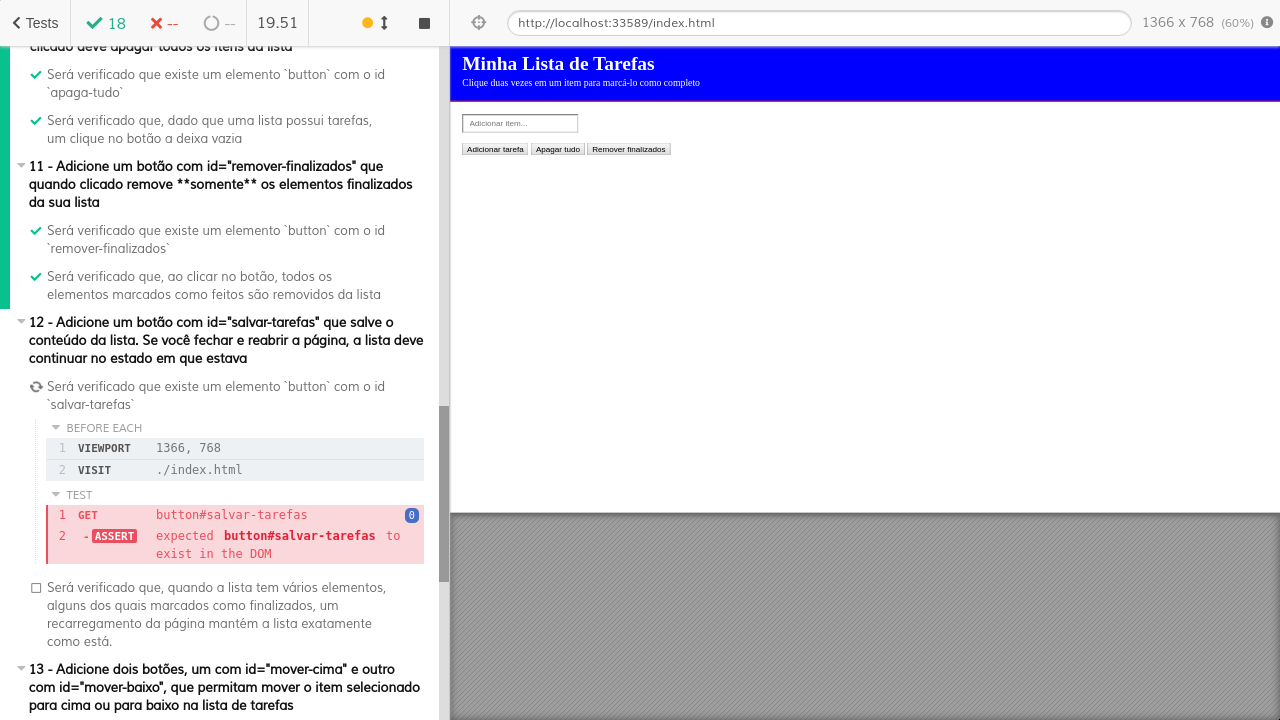 Tests
18
--
--
19.51
http://localhost:33589/index.html
1366 x 768 (60%)
clicado deve apagar todos os itens da lista
Será verificado que existe um elemento `button` com o id
`apaga-tudo`
Será verificado que, dado que uma lista possui tarefas,
um clique no botão a deixa vazia
11 - Adicione um botão com id="remover-finalizados" que
quando clicado remove **somente** os elementos finalizados
da sua lista
Será verificado que existe um elemento `button` com o id
`remover-finalizados`
Será verificado que, ao clicar no botão, todos os
elementos marcados como feitos são removidos da lista
12 - Adicione um botão com id="salvar-tarefas" que salve o
conteúdo da lista. Se você fechar e reabrir a página, a lista deve
continuar no estado em que estava
Será verificado que existe um elemento `button` com o id
`salvar-tarefas`
BEFORE EACH
1 VIEWPORT 1366, 768
2 VISIT ./index.html
TEST
1 GET button#salvar-tarefas 0
2 -ASSERT expected button#salvar-tarefas to
exist in the DOM
Será verificado que, quando a lista tem vários elementos,
alguns dos quais marcados como finalizados, um
recarregamento da página mantém a lista exatamente
como está.
13 - Adicione dois botões, um com id="mover-cima" e outro
com id="mover-baixo", que permitam mover o item selecionado
para cima ou para baixo na lista de tarefas
Minha Lista de Tarefas
Clique duas vezes em um item para marcá-lo como completo
Adicionar item...
Adicionar tarefa Apagar tudo Remover finalizados